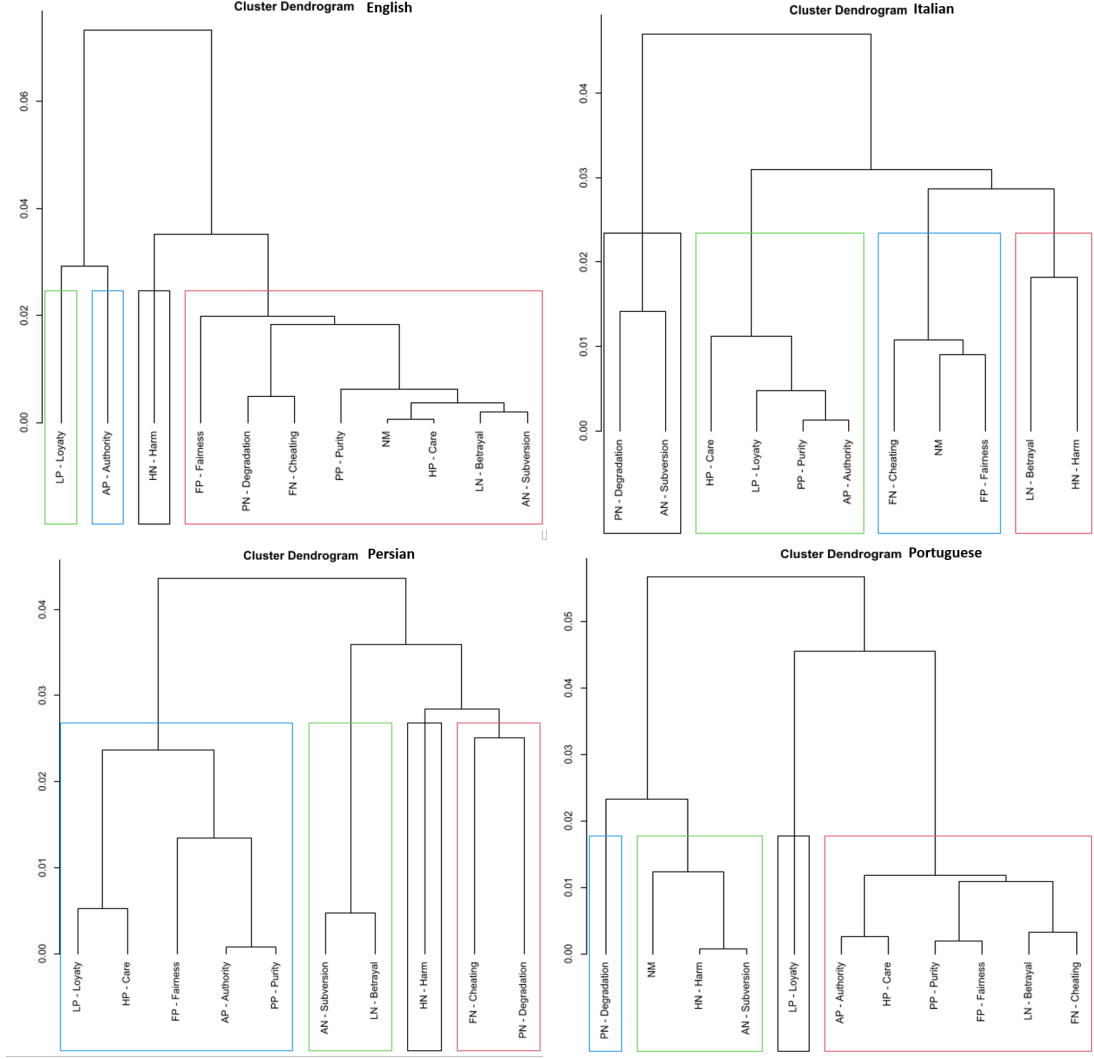 Cluster Dendrogram English
0.06
0.04
0.02
0.00
LP - Loyaty
AP - Authority
HN - Harm
FP - Fairness
PN - Degradation
FN - Cheating
PP - Purity
NM
HP - Care
LN - Betrayal
AN - Subversion
Cluster Dendrogram Italian
0.04
0.03
0.02
0.01
0.00
PN - Degradation
AN - Subversion
HP - Care
LP - Loyaty
PP - Purity
AP - Authority
FN - Cheating
NM
FP - Fairness
LN - Betrayal
HN - Harm
Cluster Dendrogram Persian
0.04
0.03
0.02
0.01
0.00
LP - Loyaty
HP - Care
FP - Fairness
AP - Authority
PP - Purity
AN - Subversion
LN - Betrayal
HN - Harm
FN - Cheating
PN - Degradation
Cluster Dendrogram Portuguese
0.05
0.04
0.03
0.02
0.01
0.00
PN - Degradation
NM
HN - Harm
AN - Subversion
LP - Loyaty
AP - Authority
HP - Care
PP - Purity
FP - Fairness
LN - Betrayal
FN - Cheating